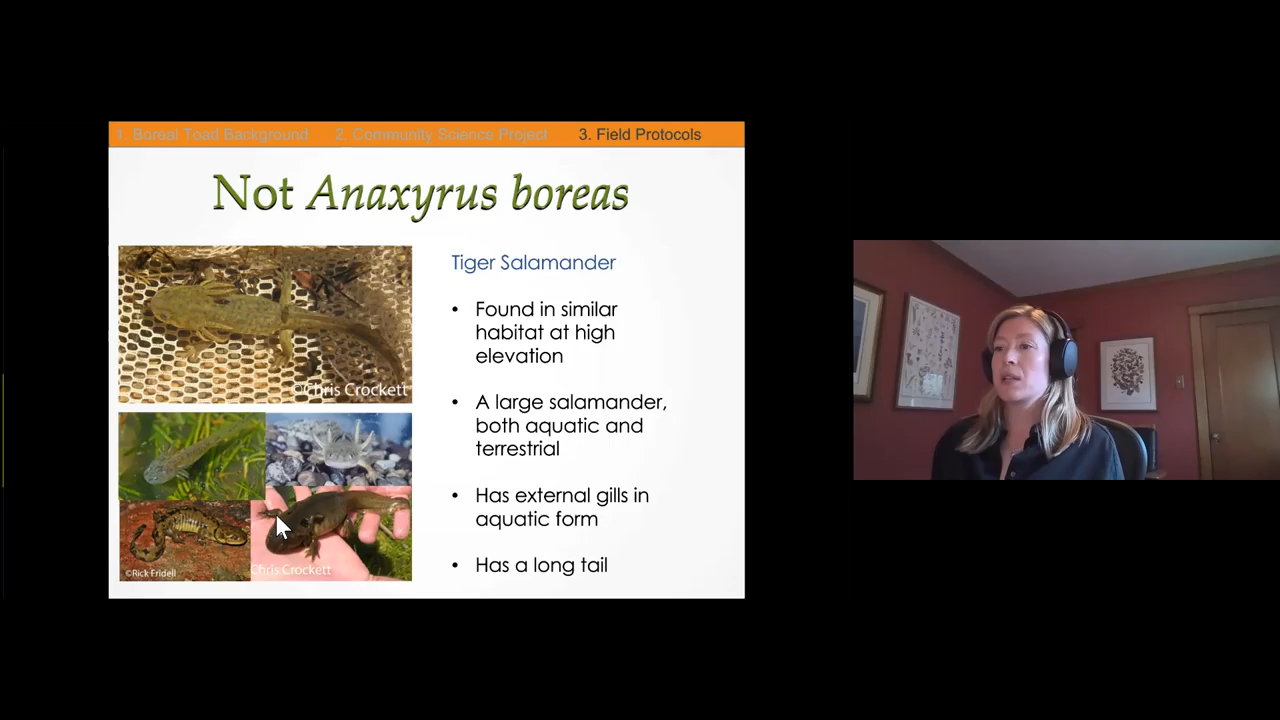 1. Boreal Toad Background 2. Community Science Project 3. Field Protocols
Not Anaxyrus boreas
©Chris Crockett
©Rick Fridell
Chris Crockett
Tiger Salamander
• Found in similar
habitat at high
elevation
• A large salamander,
both aquatic and
terrestrial
• Has external gills in
aquatic form
• Has a long tail